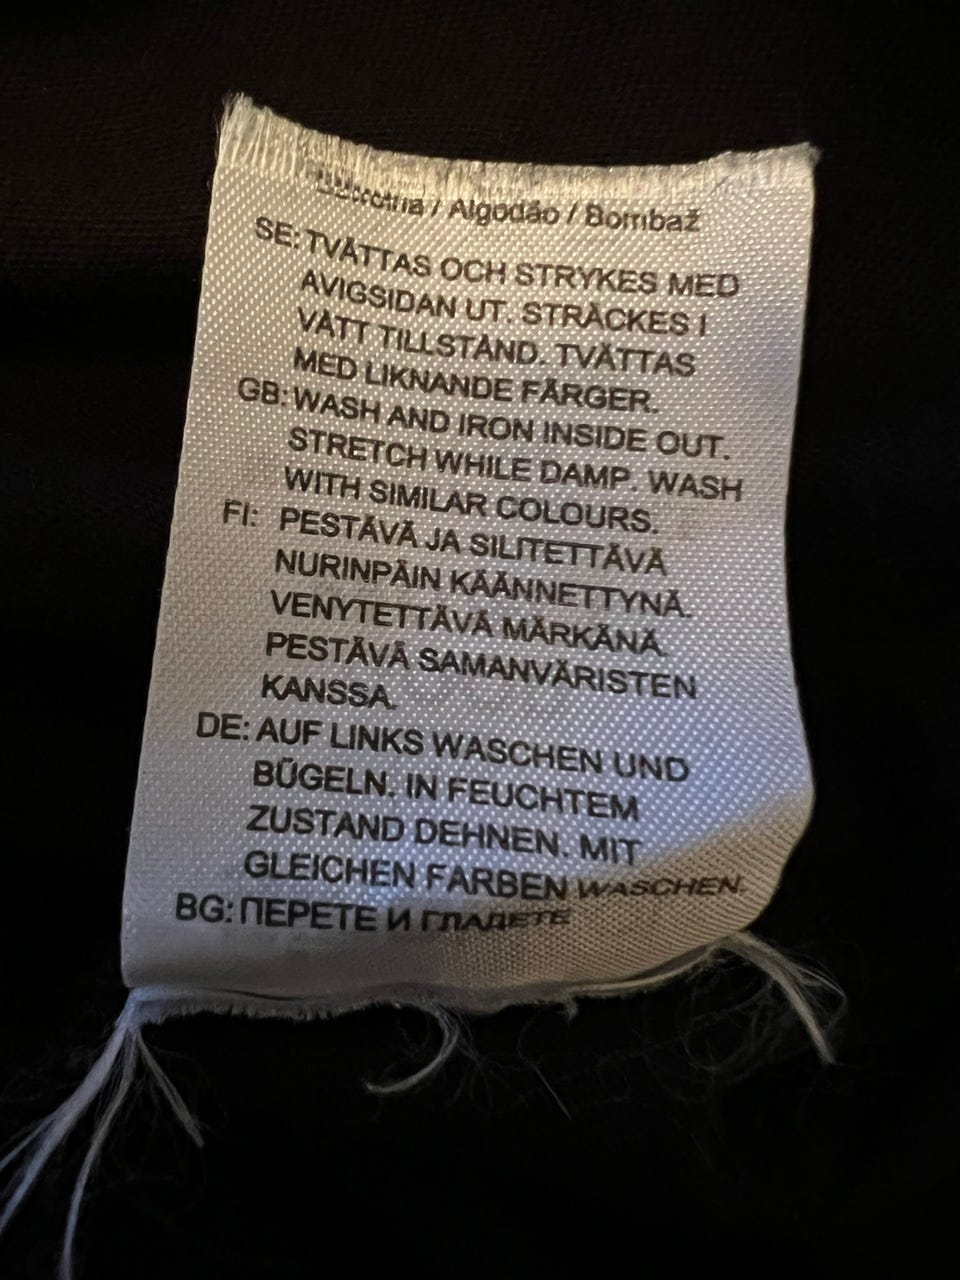 / Algodão / Bombaž
SE: TVÄTTAS OCH STRYKES MED
AVIGSIDAN UT. STRÄCKES I
VÅTT TILLSTÅND. TVÄTTAS
MED LIKNANDE FÄRGER.
GB: WASH AND IRON INSIDE OUT.
STRETCH WHILE DAMP. WASH
WITH SIMILAR COLOURS.
FI: PESTÄVÄ JA SILITETTÄVÄ
NURINPÄIN KÄÄNNETTYNÄ.
VENYTETTÄVÄ MÄRKÄNÄ.
PESTÄVÄ SAMANVÄRISTEN
KANSSA.
DE: AUF LINKS WASCHEN UND
BÜGELN. IN FEUCHTEM
ZUSTAND DEHNEN. MIT
GLEICHEN FARBEN WASCHEN.
BG: ПЕРЕТЕ И ГЛАДЕТЕ